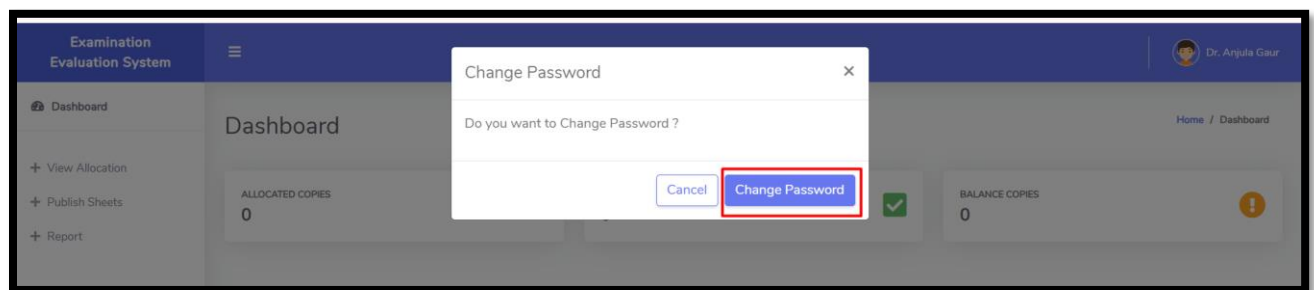 Examination
Evaluation System
Dr. Anjula Gaur
Change Password
×
Do you want to Change Password ?
Cancel
Change Password
Dashboard
View Allocation
Publish Sheets
Report
Dashboard
Home / Dashboard
ALLOCATED COPIES
0
BALANCE COPIES
0